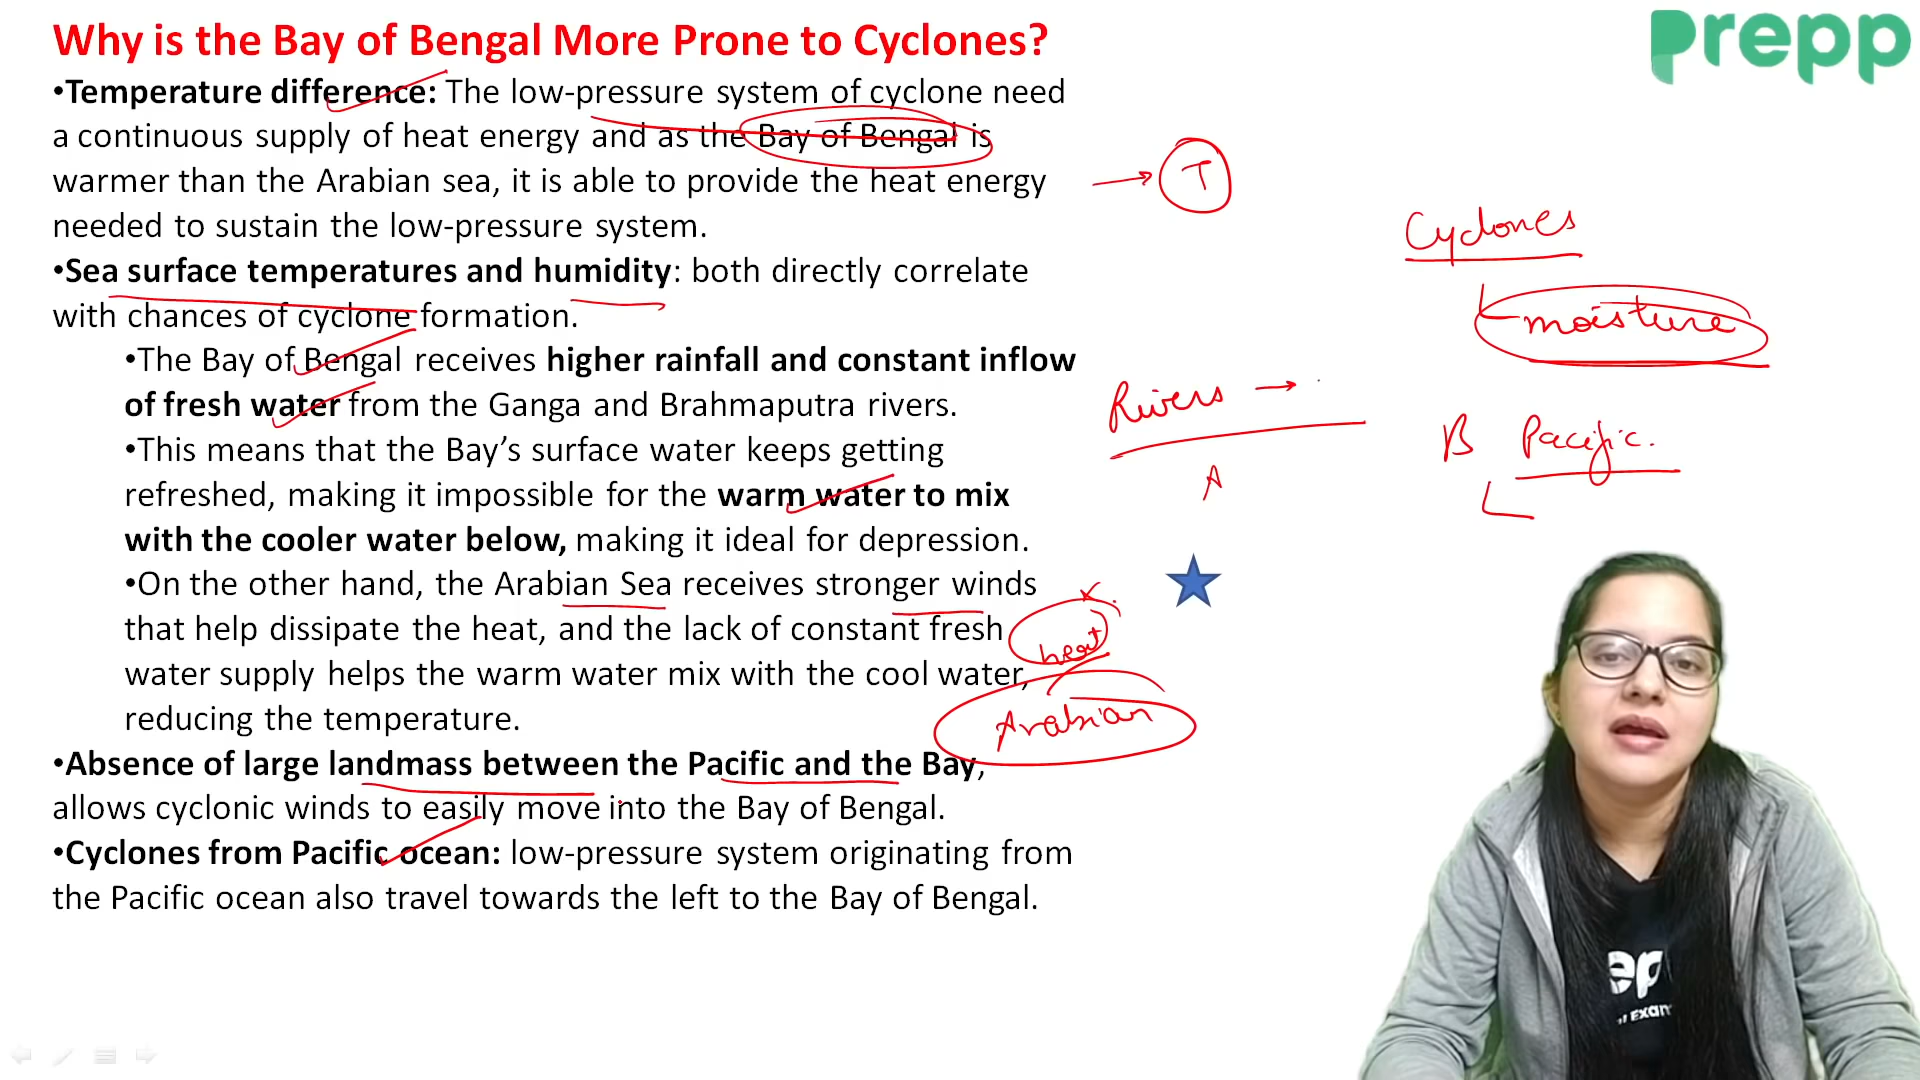 Why is the Bay of Bengal More Prone to Cyclones?
•Temperature difference: The low-pressure system of cyclone need
a continuous supply of heat energy and as the Bay of Bengal is
warmer than the Arabian sea, it is able to provide the heat energy
needed to sustain the low-pressure system.
•Sea surface temperatures and humidity: both directly correlate
with chances of cyclone formation.
•The Bay of Bengal receives higher rainfall and constant inflow
of fresh water from the Ganga and Brahmaputra rivers.
•This means that the Bay’s surface water keeps getting
refreshed, making it impossible for the warm water to mix
with the cooler water below, making it ideal for depression.
•On the other hand, the Arabian Sea receives stronger winds
that help dissipate the heat, and the lack of constant fresh
water supply helps the warm water mix with the cool water,
reducing the temperature.
•Absence of large landmass between the Pacific and the Bay,
allows cyclonic winds to easily move into the Bay of Bengal.
•Cyclones from Pacific ocean: low-pressure system originating from
the Pacific ocean also travel towards the left to the Bay of Bengal.
prepp
T
Cyclones
moisture
Rivers →
A
B Pacific.
heat
Arabian
ep
Exam